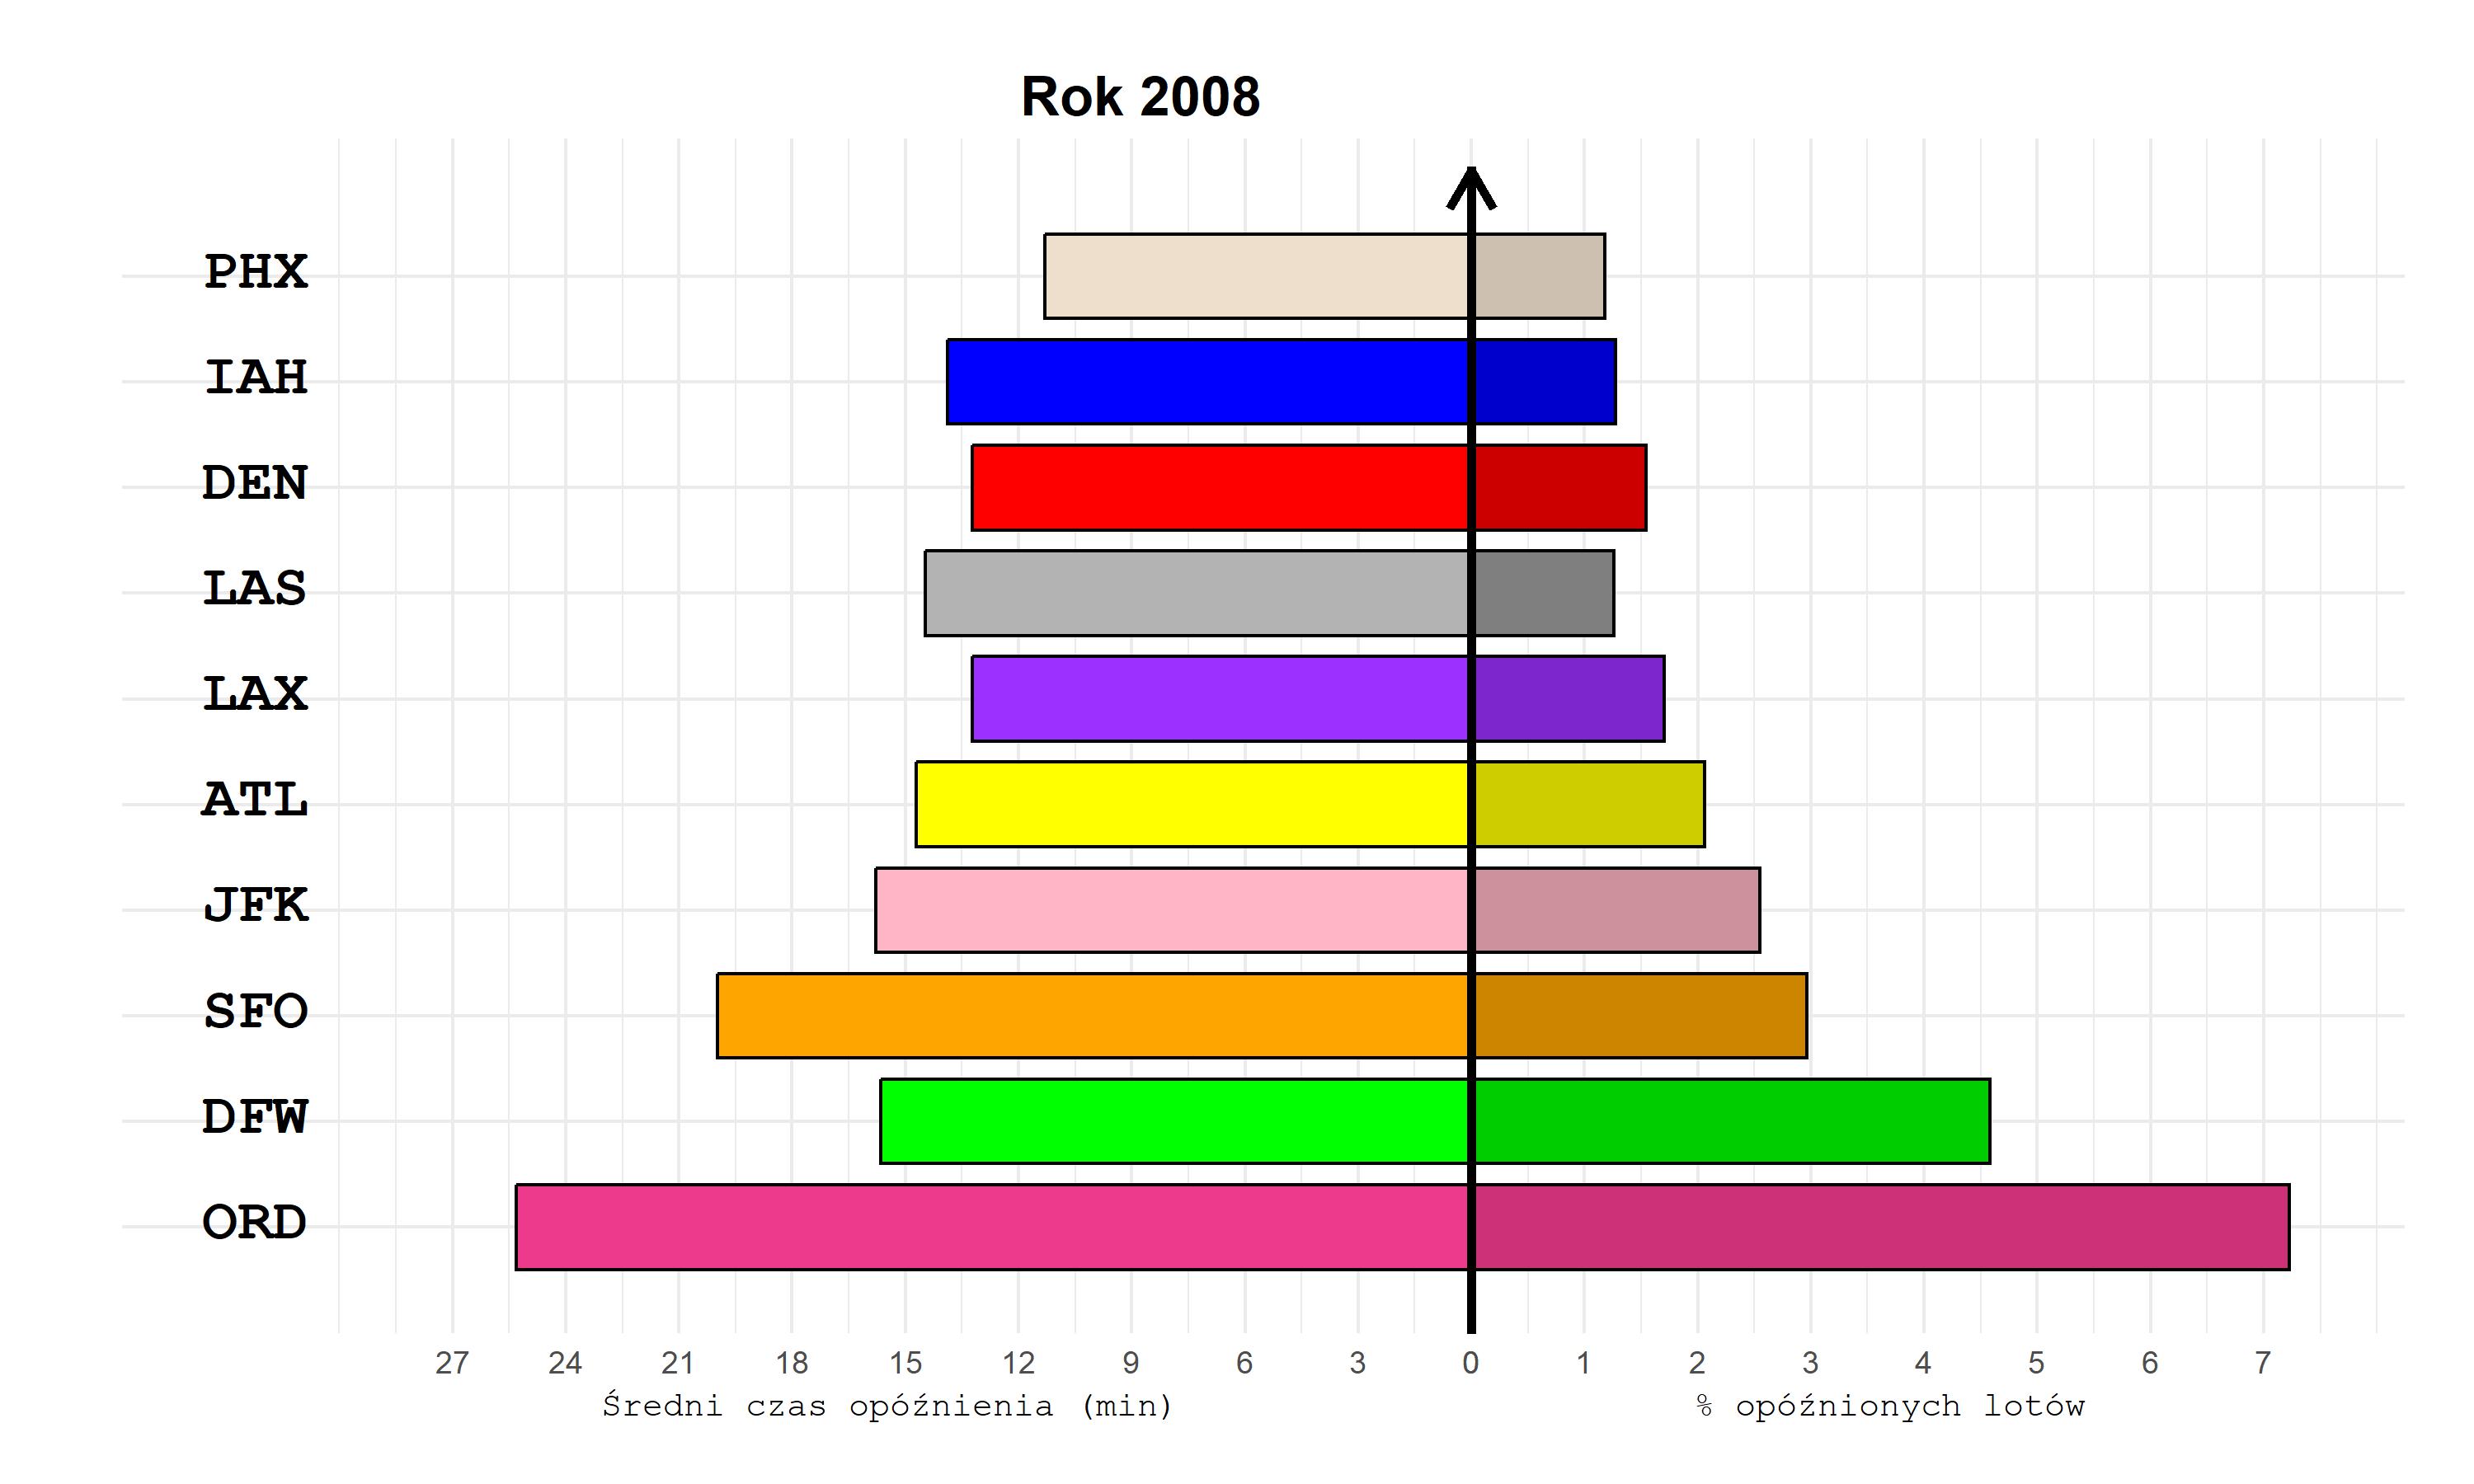 Rok 2008
PHX
IAH
DEN
LAS
LAX
ATL
JFK
SFO
DFW
ORD
27 24 21 18 15 12 9 6 3 0 1 2 3 4 5 6 7
Średni czas opóźnienia (min) % opóźnionych lotów